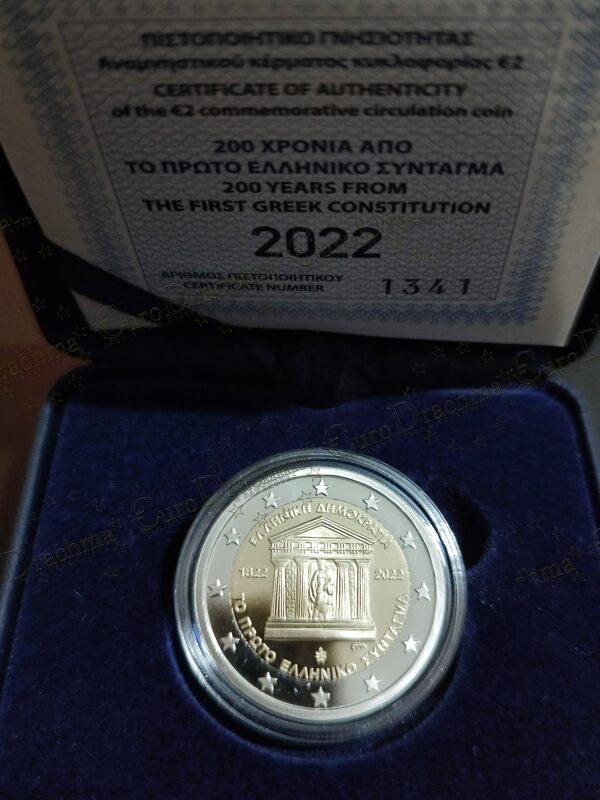 ΠΙΣΤΟΠΟΙΗΤΙΚΟ ΓΝΗΣΙΟΤΗΤΑΣ
Αναμνηστικού κέρματος κυκλοφορίας €2
CERTIFICATE OF AUTHENTICITY
of the €2 commemorative circulation coin
200 ΧΡΟΝΙΑ ΑΠΟ
ΤΟ ΠΡΩΤΟ ΕΛΛΗΝΙΚΟ ΣΥΝΤΑΓΜΑ
200 YEARS FROM
THE FIRST GREEK CONSTITUTION
2022
ΑΡΙΘΜΟΣ ΠΙΣΤΟΠΟΙΗΤΙΚΟΥ
CERTIFICATE NUMBER 1341
EuroDrachma
ΕΛΛΗΝΙΚΗ ΔΗΜΟΚΡΑΤΙΑ
1822 2022
ΤΟ ΠΡΩΤΟ ΕΛΛΗΝΙΚΟ ΣΥΝΤΑΓΜΑ